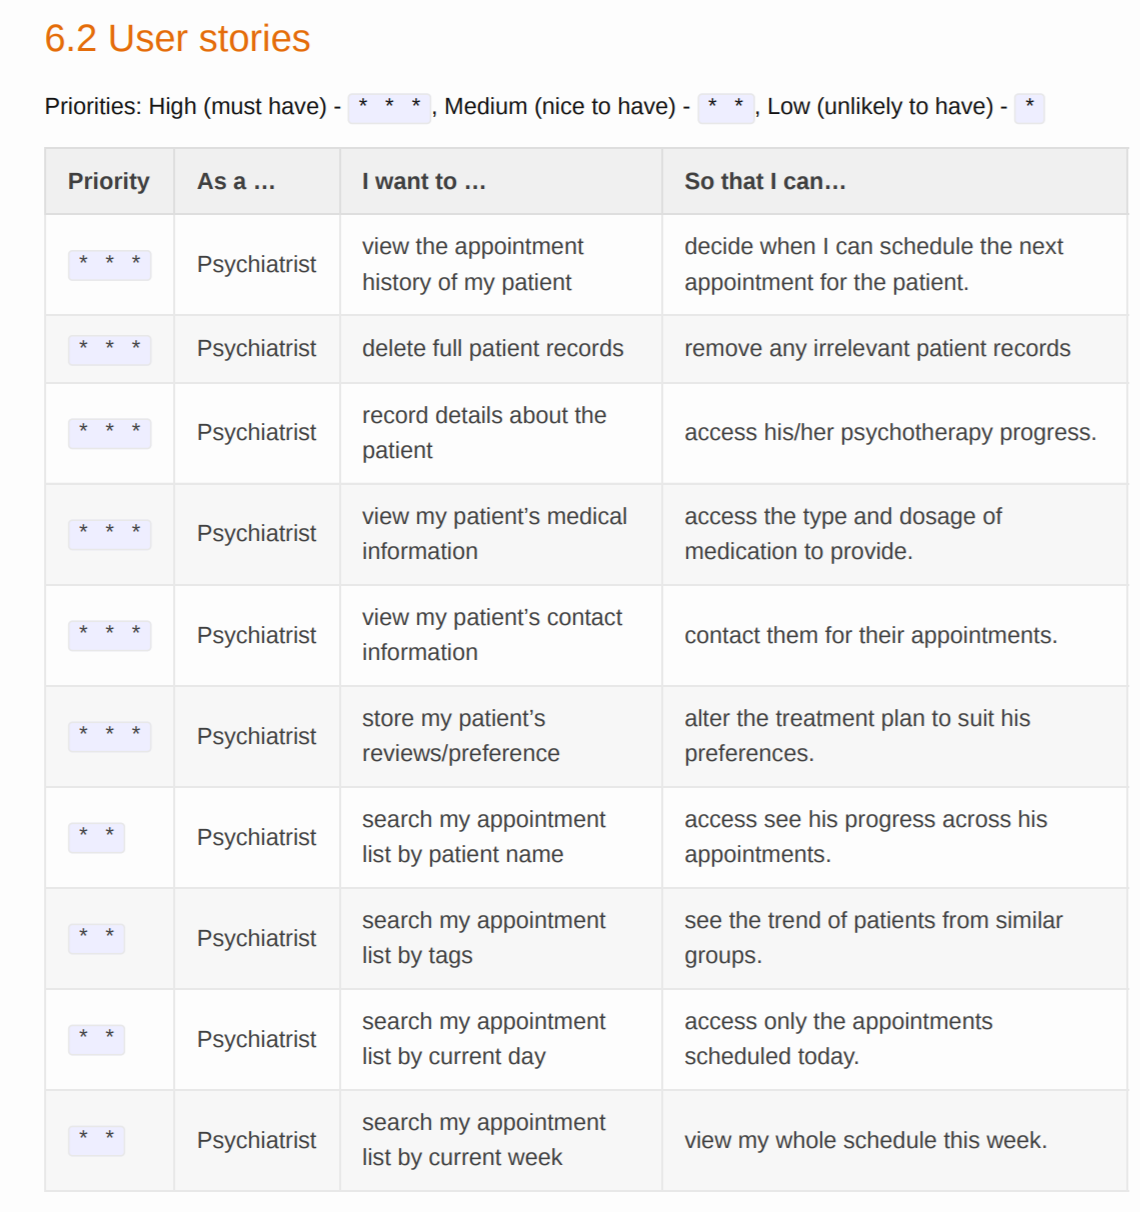 6.2 User stories
Priorities: High (must have) - * * *, Medium (nice to have) - * *, Low (unlikely to have) - *
Priority As a … I want to … So that I can…
* * * Psychiatrist view the appointment history of my patient decide when I can schedule the next appointment for the patient.
* * * Psychiatrist delete full patient records remove any irrelevant patient records
* * * Psychiatrist record details about the patient access his/her psychotherapy progress.
* * * Psychiatrist view my patient’s medical information access the type and dosage of medication to provide.
* * * Psychiatrist view my patient’s contact information contact them for their appointments.
* * * Psychiatrist store my patient’s reviews/preference alter the treatment plan to suit his preferences.
* * Psychiatrist search my appointment list by patient name access see his progress across his appointments.
* * Psychiatrist search my appointment list by tags see the trend of patients from similar groups.
* * Psychiatrist search my appointment list by current day access only the appointments scheduled today.
* * Psychiatrist search my appointment list by current week view my whole schedule this week.